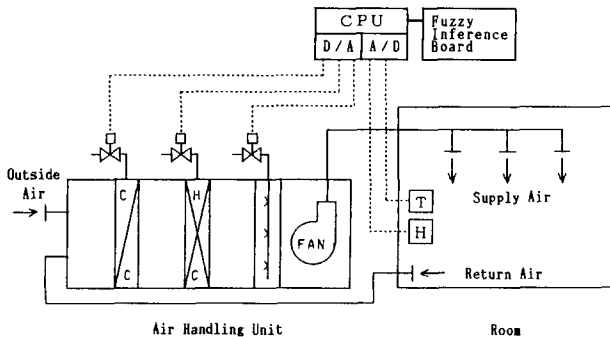 CPU
D/A A/D
Fuzzy
Inference
Board
Outside
Air
C
C
H
C
FAN
T
H
Supply Air
Return Air
Air Handling Unit
Room